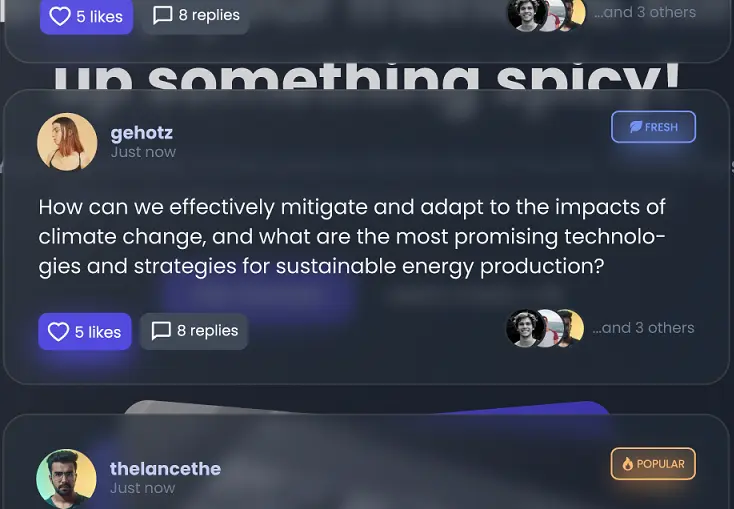 5 likes
8 replies
...and 3 others
up something spicy!
gehotz
Just now
FRESH
How can we effectively mitigate and adapt to the impacts of
climate change, and what are the most promising technolo-
gies and strategies for sustainable energy production?
5 likes
8 replies
...and 3 others
thelancethe
Just now
POPULAR